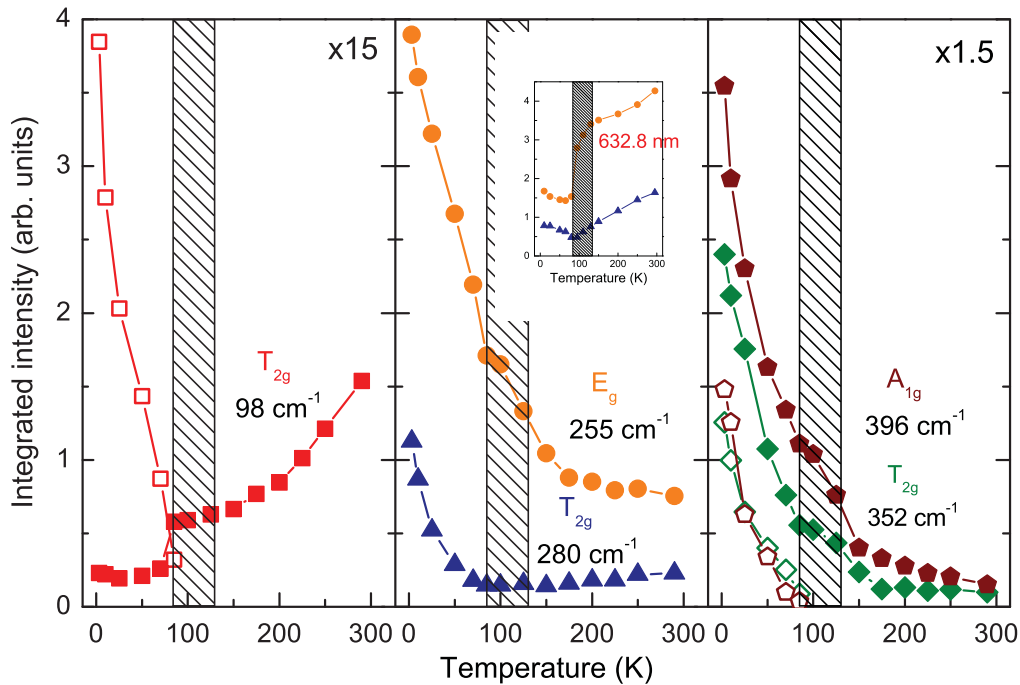 x15
x1.5
4
3
2
1
0
Integrated intensity (arb. units)
T2g
98 cm-1
Eg
255 cm-1
T2g
280 cm-1
A1g
396 cm-1
T2g
352 cm-1
4
3
2
1
0
632.8 nm
0 100 200 300
Temperature (K)
0 100 200 300 0 100 200 300 0 100 200 300
Temperature (K)